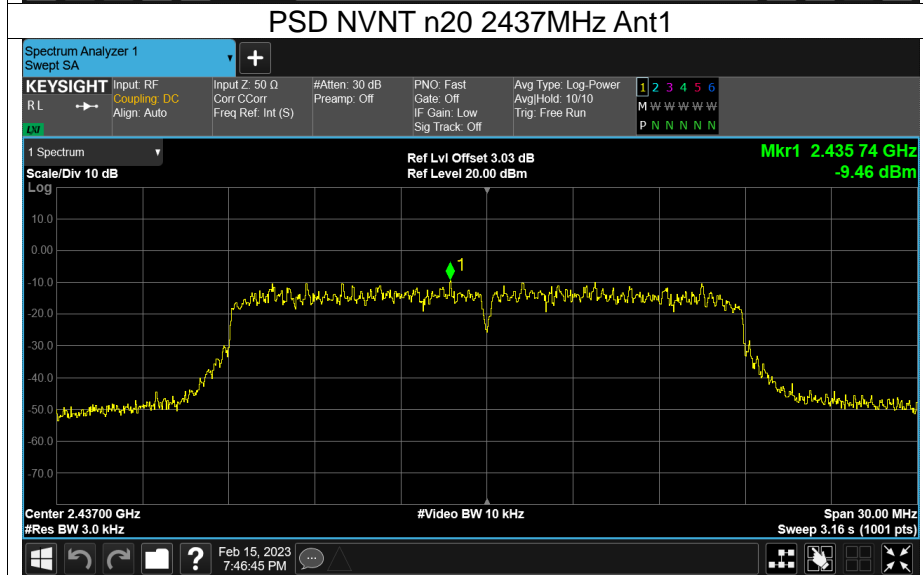 PSD NVNT n20 2437MHz Ant1
Spectrum Analyzer 1
Swept SA
+
KEYSIGHT
RL
LXI
Input: RF
Coupling: DC
Align: Auto
Input Z: 50 Ω
Corr CCorr
Freq Ref: Int (S)
#Atten: 30 dB
Preamp: Off
PNO: Fast
Gate: Off
IF Gain: Low
Sig Track: Off
Avg Type: Log-Power
Avg|Hold: 10/10
Trig: Free Run
1 2 3 4 5 6
M W W W W W
P N N N N N
1 Spectrum
Scale/Div 10 dB
Log
Ref Lvl Offset 3.03 dB
Ref Level 20.00 dBm
Mkr1 2.435 74 GHz
-9.46 dBm
10.0
0.00
-10.0
-20.0
-30.0
-40.0
-50.0
-60.0
-70.0
1
Center 2.43700 GHz
#Res BW 3.0 kHz
#Video BW 10 kHz
Span 30.00 MHz
Sweep 3.16 s (1001 pts)
?
Feb 15, 2023
7:46:45 PM